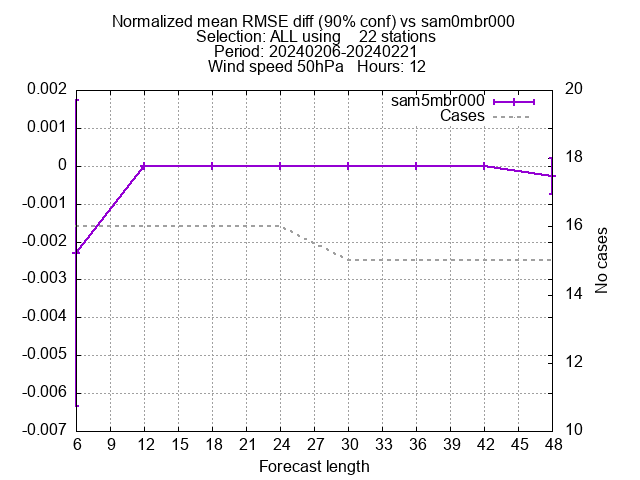 Normalized mean RMSE diff (90% conf) vs sam0mbr000
Selection: ALL using    22 stations
Period: 20240206-20240221
Wind speed 50hPa   Hours: 12
sam5mbr000
Cases
0.002
0.001
0
-0.001
-0.002
-0.003
-0.004
-0.005
-0.006
-0.007
20
18
16
14
12
10
No cases
6 9 12 15 18 21 24 27 30 33 36 39 42 45 48
Forecast length